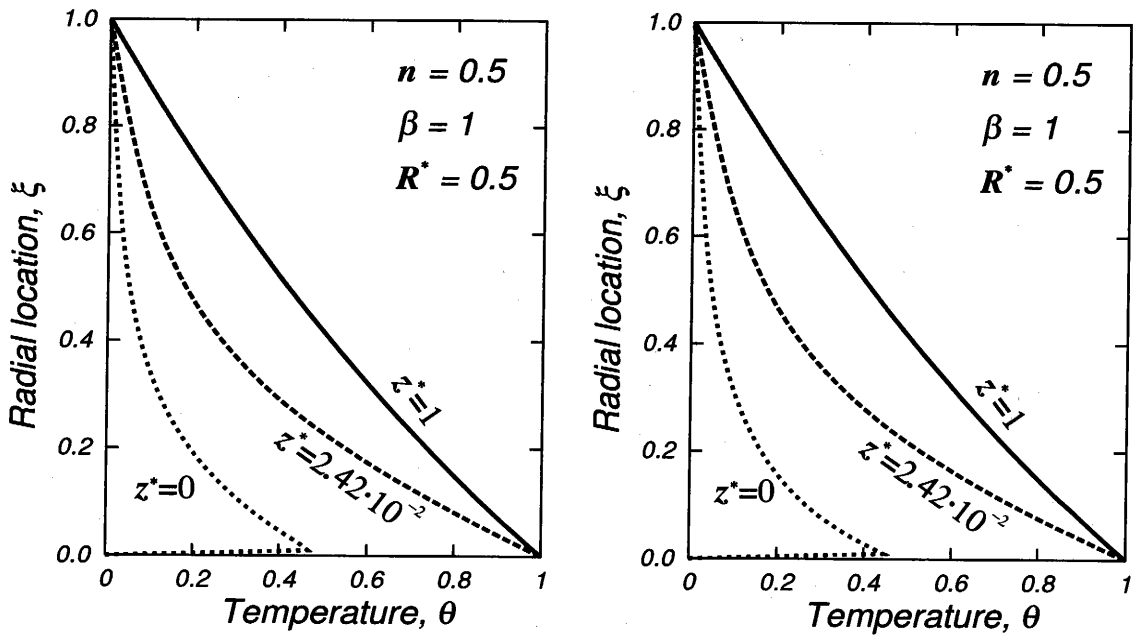 1.0
0.8
0.6
0.4
0.2
0.0
Radial location, ξ
n = 0.5
β = 1
R* = 0.5
z*=1
z*=2.42·10⁻²
z*=0
0
0.2
0.4
0.6
0.8
1
Temperature, θ
1.0
0.8
0.6
0.4
0.2
0.0
Radial location, ξ
n = 0.5
β = 1
R* = 0.5
z*=1
z*=2.42·10⁻²
z*=0
0
0.2
0.4
0.6
0.8
1
Temperature, θ